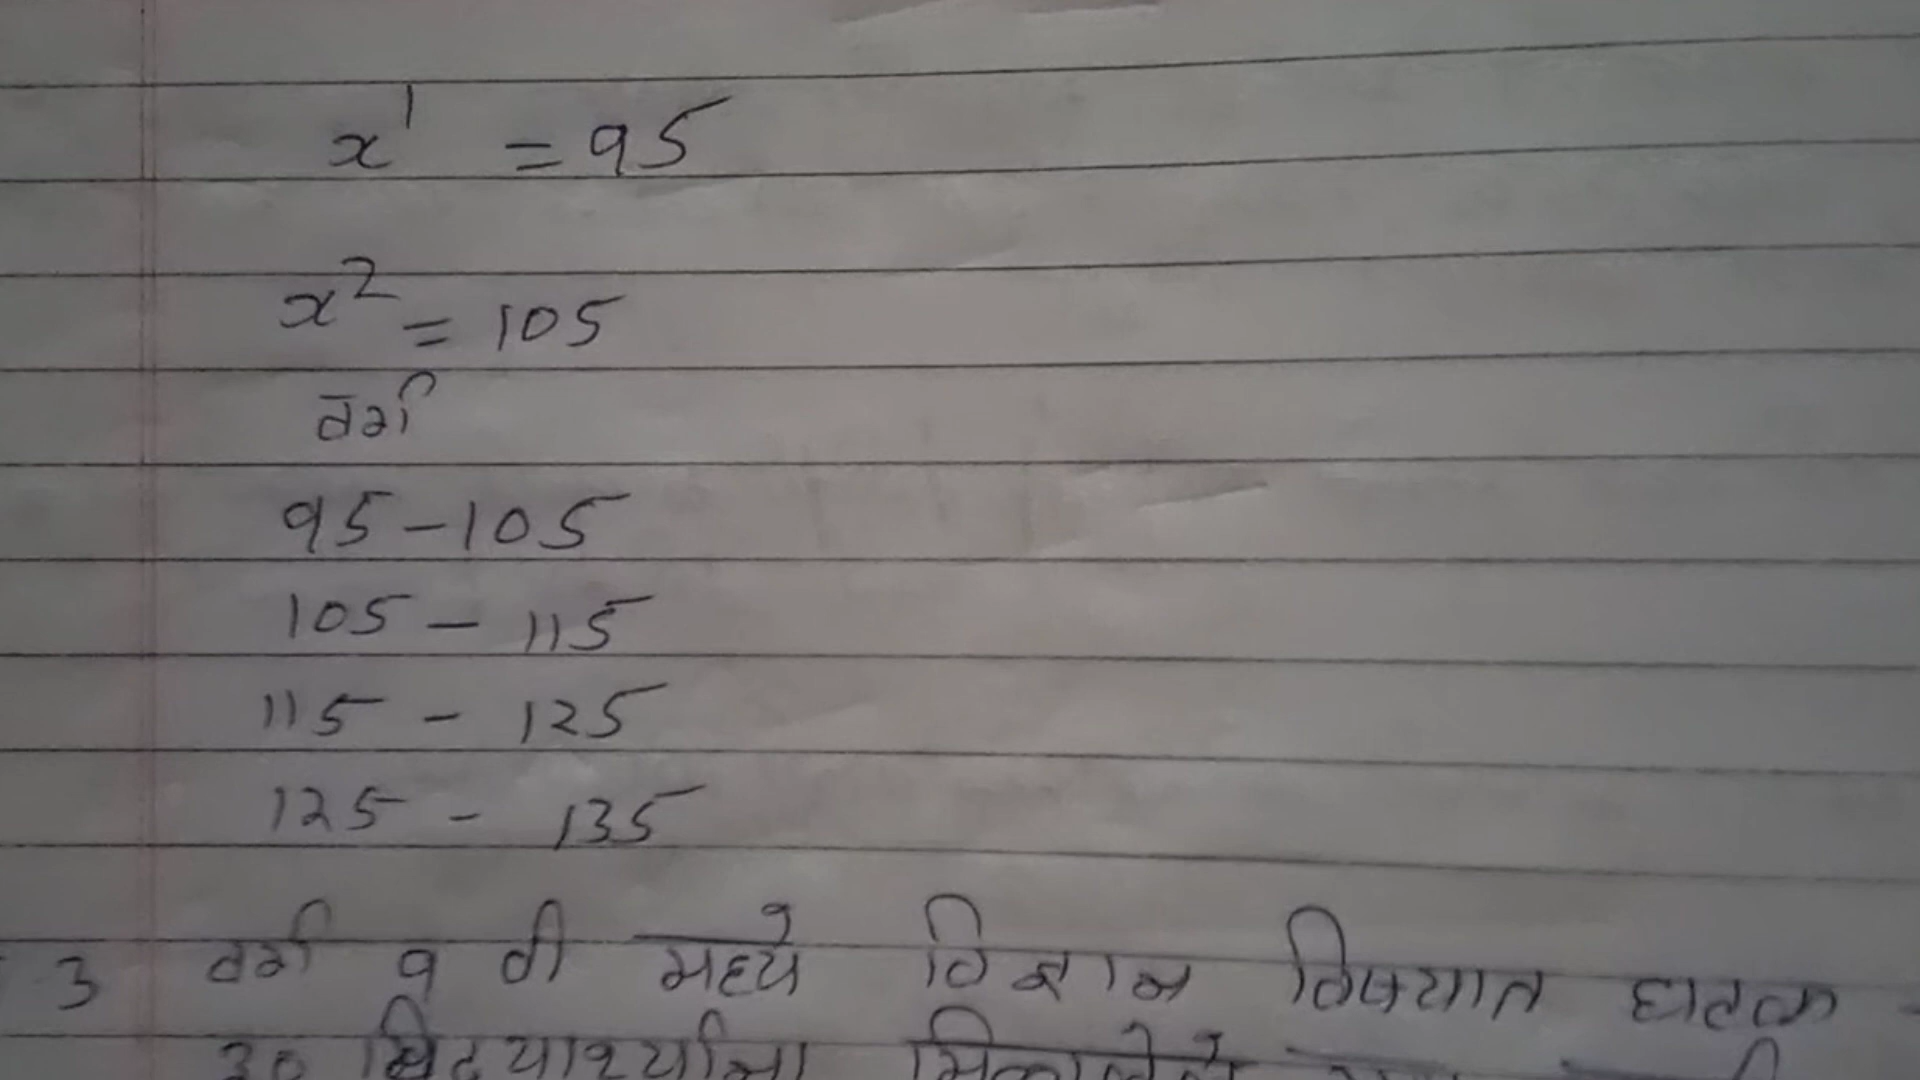 x¹ = 95
x² = 105
वर्ग
95 - 105
105 - 115
115 - 125
125 - 135
3 वर्ग 9 वी मध्ये विज्ञान विषयात घटक
30 विद्यार्थ्यांना मिळालेले